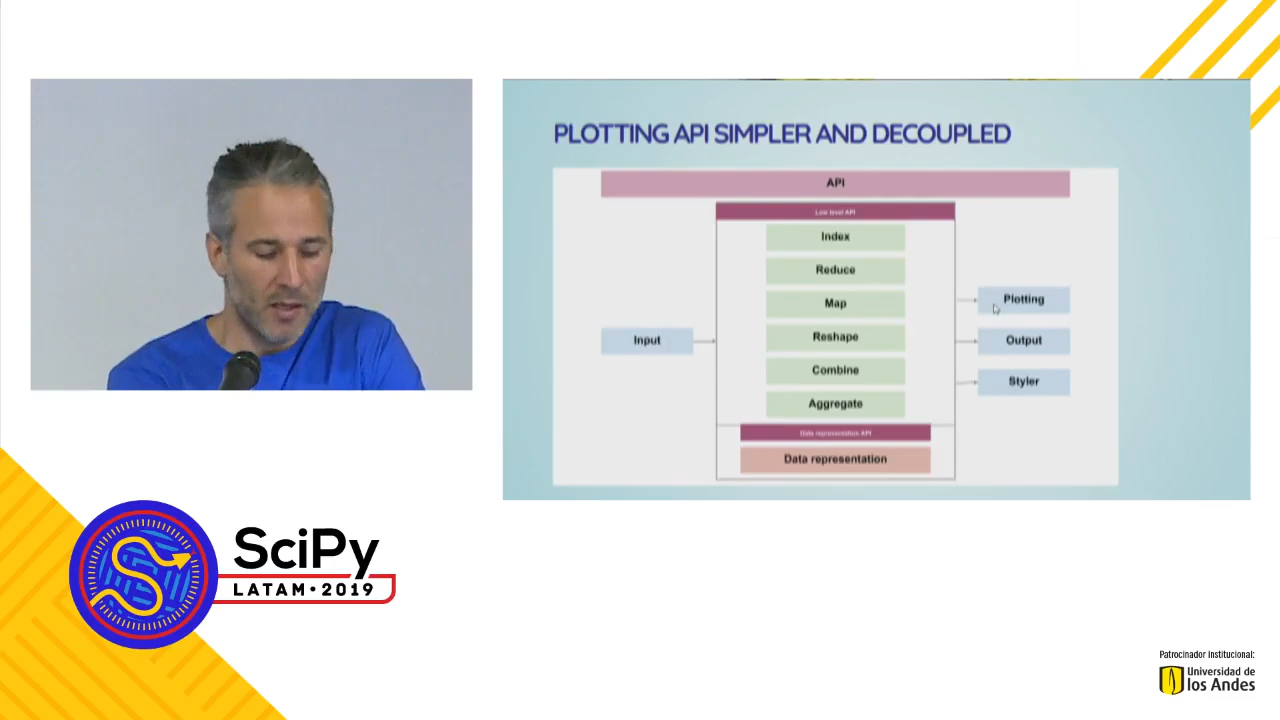 PLOTTING API SIMPLER AND DECOUPLED
API
Low level API
Index
Reduce
Map
Reshape
Combine
Aggregate
Data representation API
Data representation
Input
Plotting
Output
Styler
SciPy
LATAM • 2019
Patrocinador institucional:
Universidad de
los Andes